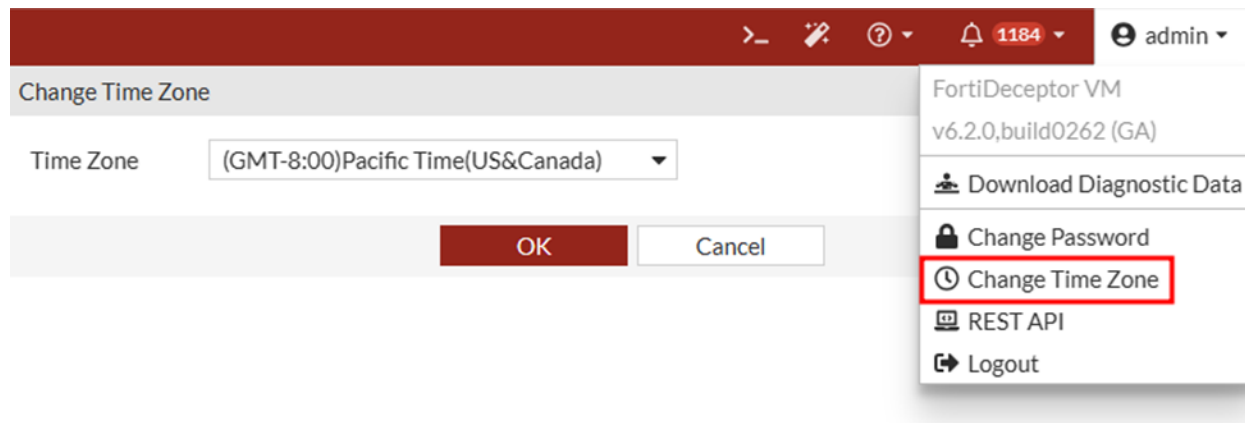 >_ 1184 admin
Change Time Zone
Time Zone (GMT-8:00)Pacific Time(US&Canada)
OK Cancel
FortiDeceptor VM
v6.2.0,build0262 (GA)
Download Diagnostic Data
Change Password
Change Time Zone
REST API
Logout